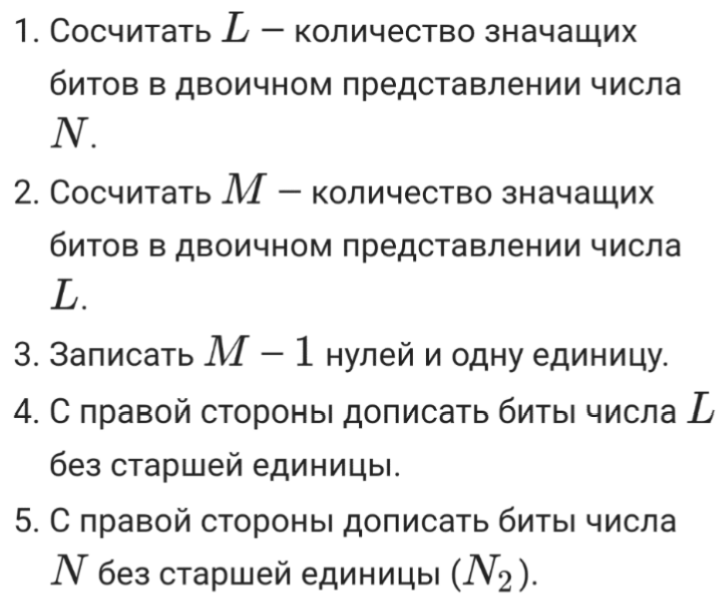 1. Сосчитать L – количество значащих
битов в двоичном представлении числа
N.
2. Сосчитать M – количество значащих
битов в двоичном представлении числа
L.
3. Записать M – 1 нулей и одну единицу.
4. С правой стороны дописать биты числа L
без старшей единицы.
5. С правой стороны дописать биты числа
N без старшей единицы (N₂).